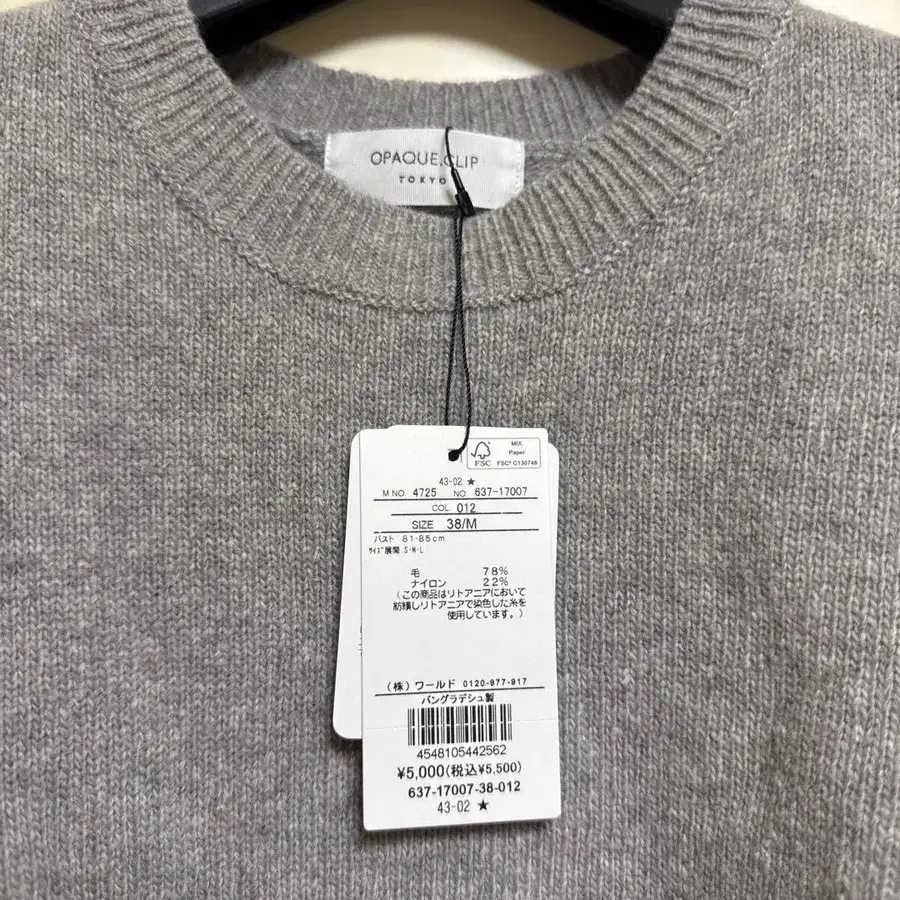 OPAQUE.CLIP
TOKYO
MIX
Paper
FSC
FSC® C130748
43-02 ★
M NO. 4725 NO. 637-17007
COL. 012
SIZE 38/M
バスト 81-85cm
ｻｲｽﾞ展開:S・M・L
毛 78%
ナイロン 22%
(この商品はリトアニアにおいて
紡績しリトアニアで染色した糸を
使用しています。)
(株)ワールド 0120-977-917
バングラデシュ製
4548105442562
¥5,000(税込¥5,500)
637-17007-38-012
43-02 ★